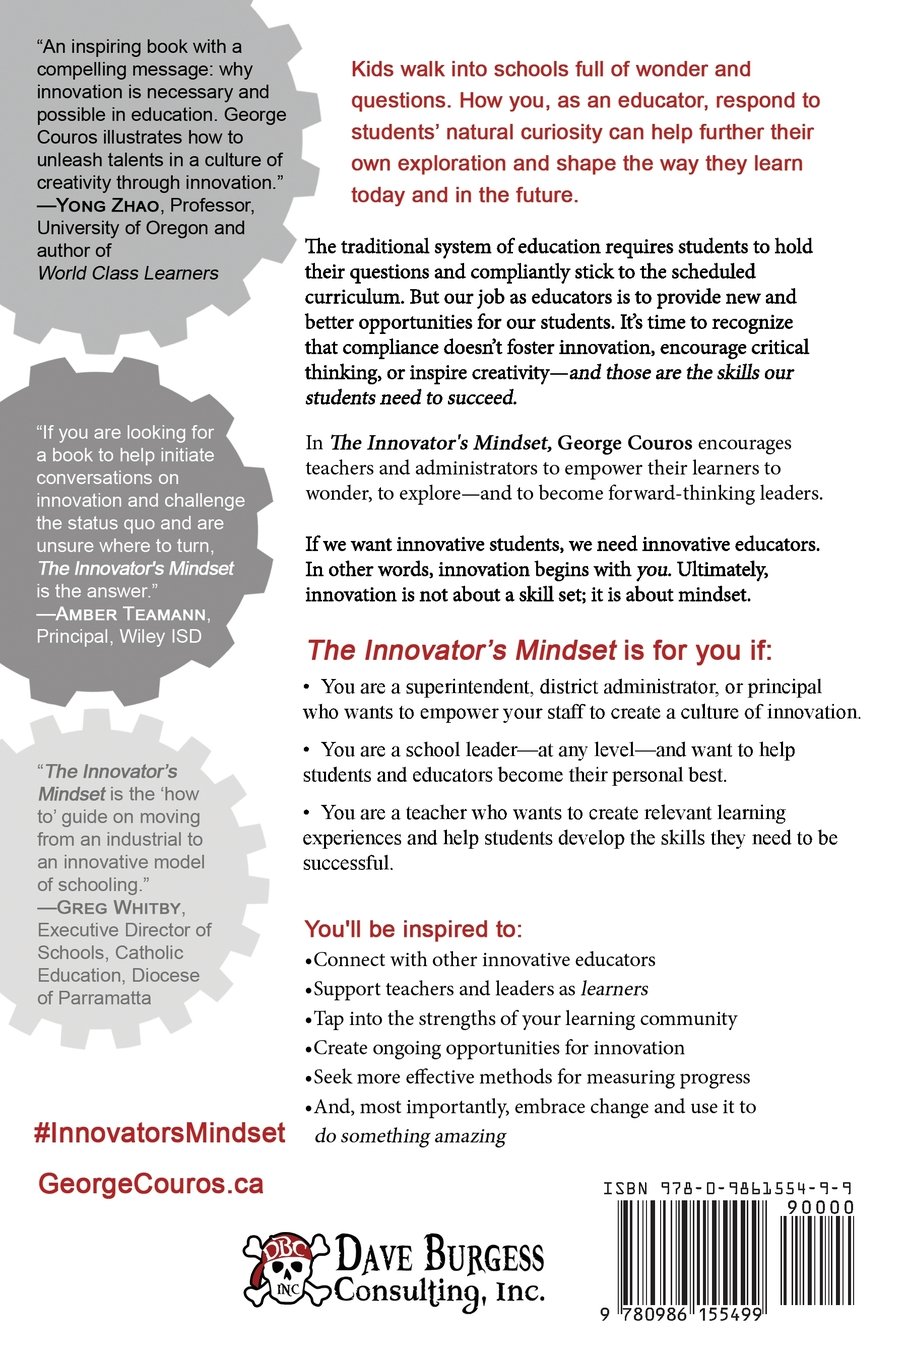 “An inspiring book with a
compelling message: why
innovation is necessary and
possible in education. George
Couros illustrates how to
unleash talents in a culture of
creativity through innovation.”
—YONG ZHAO, Professor,
University of Oregon and
author of
World Class Learners
“If you are looking for
a book to help initiate
conversations on
innovation and challenge
the status quo and are
unsure where to turn,
The Innovator's Mindset
is the answer.”
—AMBER TEAMANN,
Principal, Wiley ISD
“The Innovator’s
Mindset is the ‘how
to’ guide on moving
from an industrial to
an innovative model
of schooling.”
—GREG WHITBY,
Executive Director of
Schools, Catholic
Education, Diocese
of Parramatta
#InnovatorsMindset
GeorgeCouros.ca
Kids walk into schools full of wonder and
questions. How you, as an educator, respond to
students’ natural curiosity can help further their
own exploration and shape the way they learn
today and in the future.
The traditional system of education requires students to hold
their questions and compliantly stick to the scheduled
curriculum. But our job as educators is to provide new and
better opportunities for our students. It’s time to recognize
that compliance doesn’t foster innovation, encourage critical
thinking, or inspire creativity—and those are the skills our
students need to succeed.
In The Innovator's Mindset, George Couros encourages
teachers and administrators to empower their learners to
wonder, to explore—and to become forward-thinking leaders.
If we want innovative students, we need innovative educators.
In other words, innovation begins with you. Ultimately,
innovation is not about a skill set; it is about mindset.
The Innovator’s Mindset is for you if:
• You are a superintendent, district administrator, or principal
who wants to empower your staff to create a culture of innovation.
• You are a school leader—at any level—and want to help
students and educators become their personal best.
• You are a teacher who wants to create relevant learning
experiences and help students develop the skills they need to be
successful.
You'll be inspired to:
•Connect with other innovative educators
•Support teachers and leaders as learners
•Tap into the strengths of your learning community
•Create ongoing opportunities for innovation
•Seek more effective methods for measuring progress
•And, most importantly, embrace change and use it to
do something amazing
DBC
INC
DAVE BURGESS
Consulting, Inc.
ISBN 978-0-9861554-9-9
90000
9 780986 155499